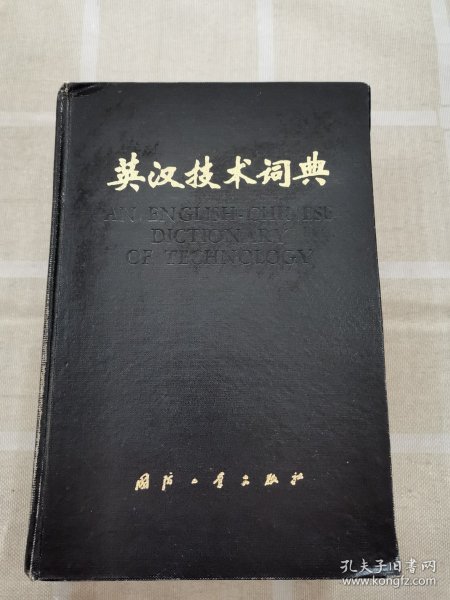 英汉技术词典
AN ENGLISH-CHINESE
DICTIONARY
OF TECHNOLOGY
国防工业出版社
孔夫子旧书网
www.kongfz.com